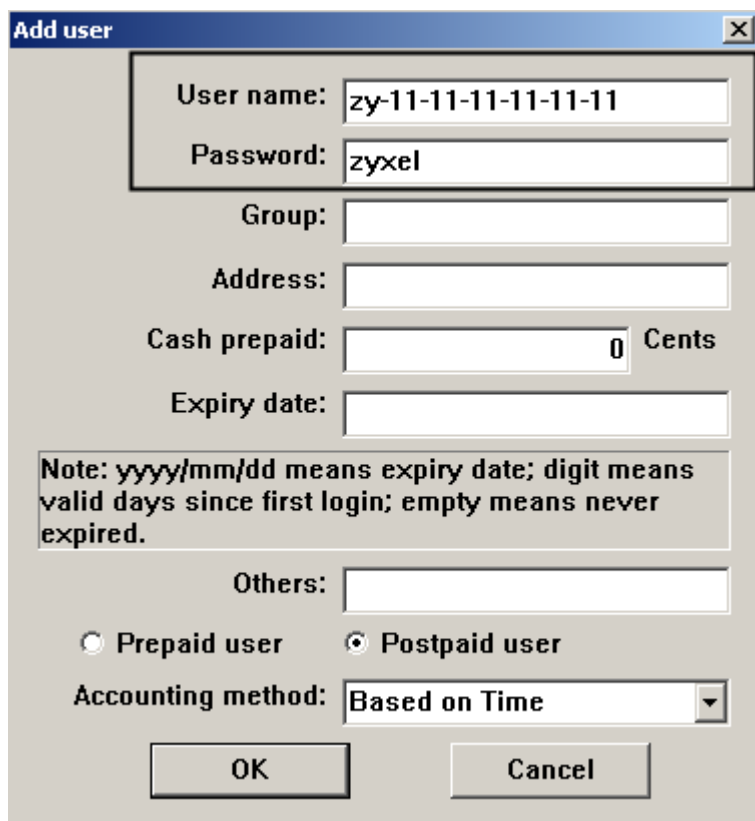 Add user
User name: zy-11-11-11-11-11-11
Password: zyxel
Group:
Address:
Cash prepaid: 0 Cents
Expiry date:
Note: yyyy/mm/dd means expiry date; digit means
valid days since first login; empty means never
expired.
Others:
Prepaid user Postpaid user
Accounting method: Based on Time
OK Cancel